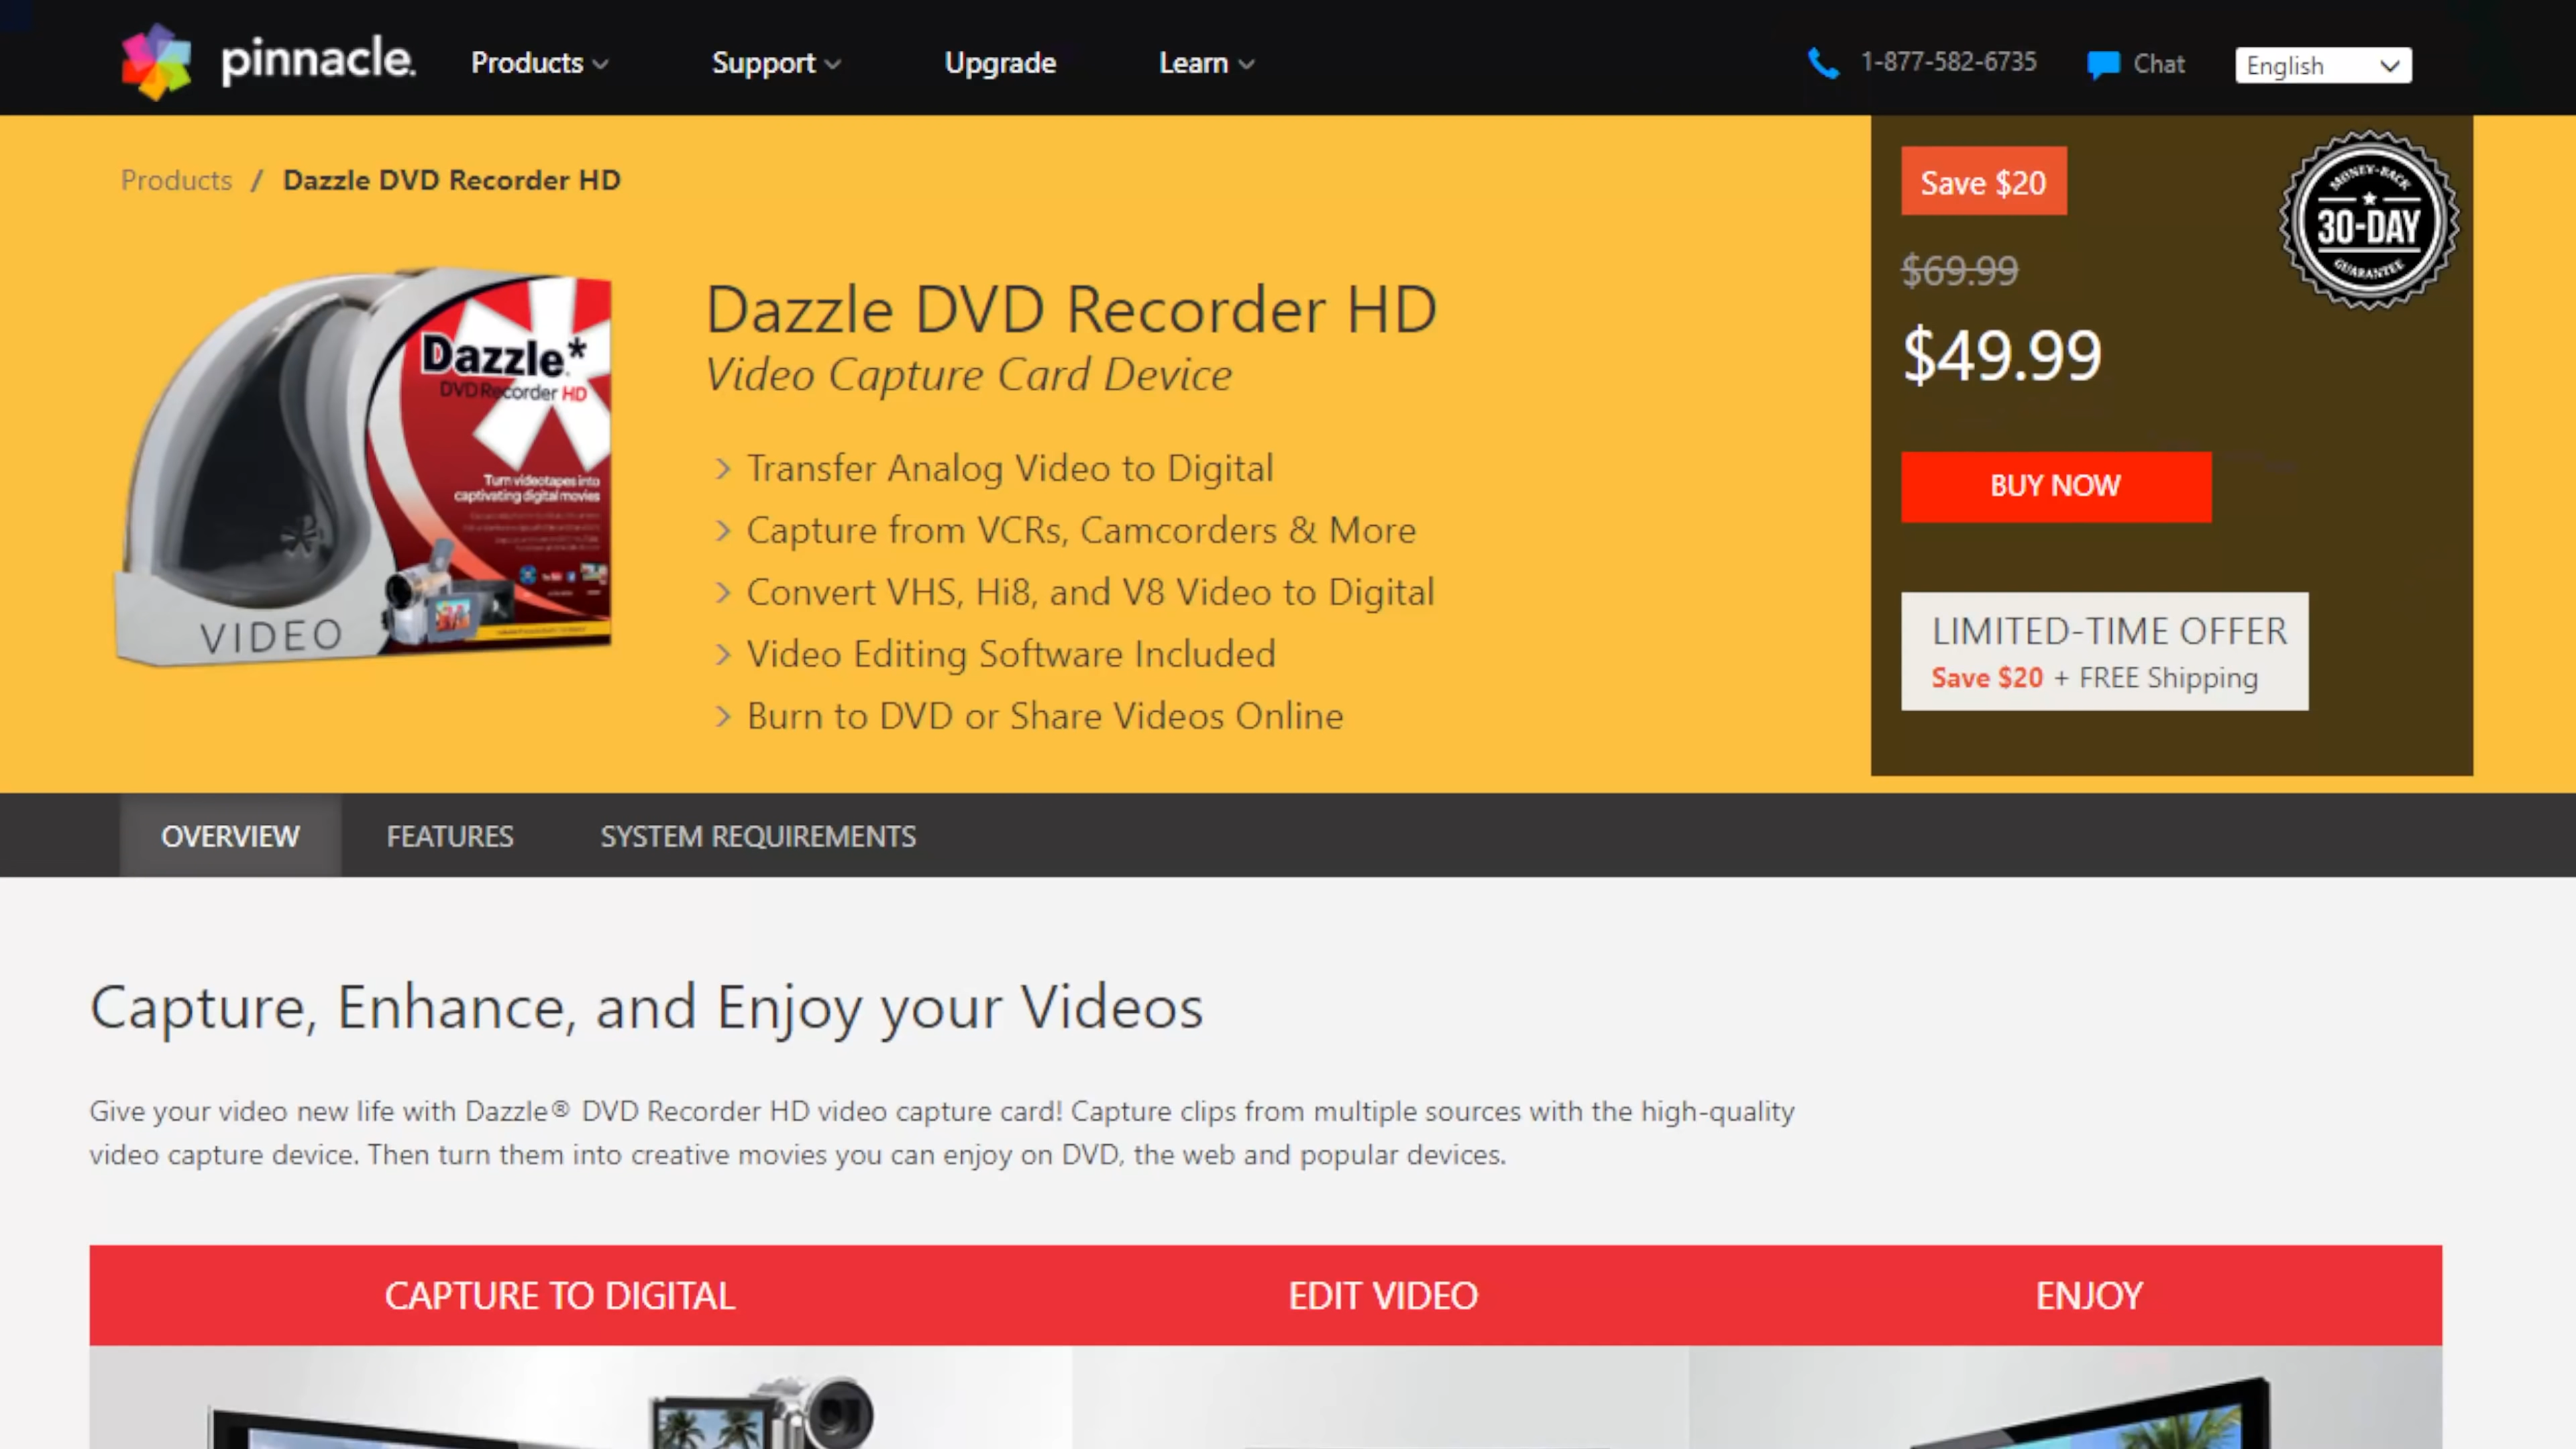 pinnacle.
Products
Support
Upgrade
Learn
1-877-582-6735
Chat
English
Products / Dazzle DVD Recorder HD
Save $20
MONEY-BACK
30-DAY
GUARANTEE
$69.99
$49.99
BUY NOW
LIMITED-TIME OFFER
Save $20 + FREE Shipping
Dazzle*
DVD Recorder HD
Turn videotapes into
captivating digital movies
VIDEO
Dazzle DVD Recorder HD
Video Capture Card Device
Transfer Analog Video to Digital
Capture from VCRs, Camcorders & More
Convert VHS, Hi8, and V8 Video to Digital
Video Editing Software Included
Burn to DVD or Share Videos Online
OVERVIEW
FEATURES
SYSTEM REQUIREMENTS
Capture, Enhance, and Enjoy your Videos
Give your video new life with Dazzle® DVD Recorder HD video capture card! Capture clips from multiple sources with the high-quality
video capture device. Then turn them into creative movies you can enjoy on DVD, the web and popular devices.
CAPTURE TO DIGITAL
EDIT VIDEO
ENJOY